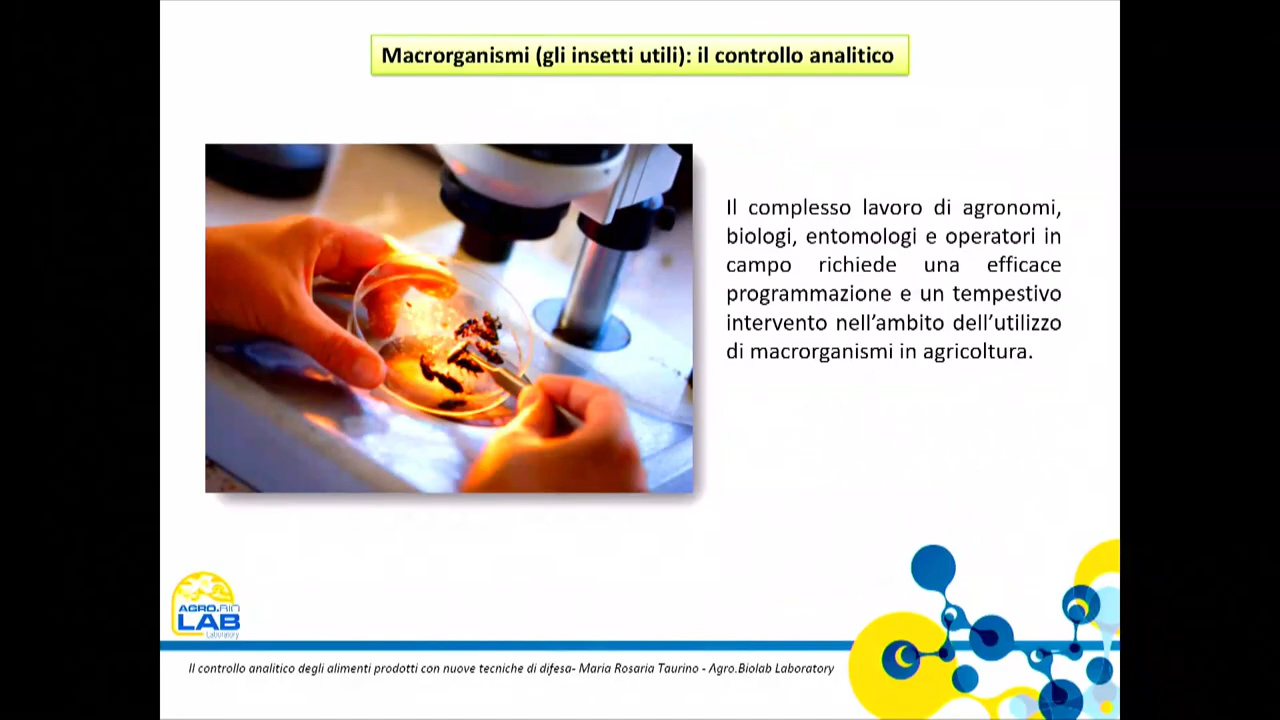 Macrorganismi (gli insetti utili): il controllo analitico
Il complesso lavoro di agronomi,
biologi, entomologi e operatori in
campo richiede una efficace
programmazione e un tempestivo
intervento nell'ambito dell'utilizzo
di macrorganismi in agricoltura.
AGRO.BIO
LAB
Laboratory
Il controllo analitico degli alimenti prodotti con nuove tecniche di difesa- Maria Rosaria Taurino - Agro.Biolab Laboratory